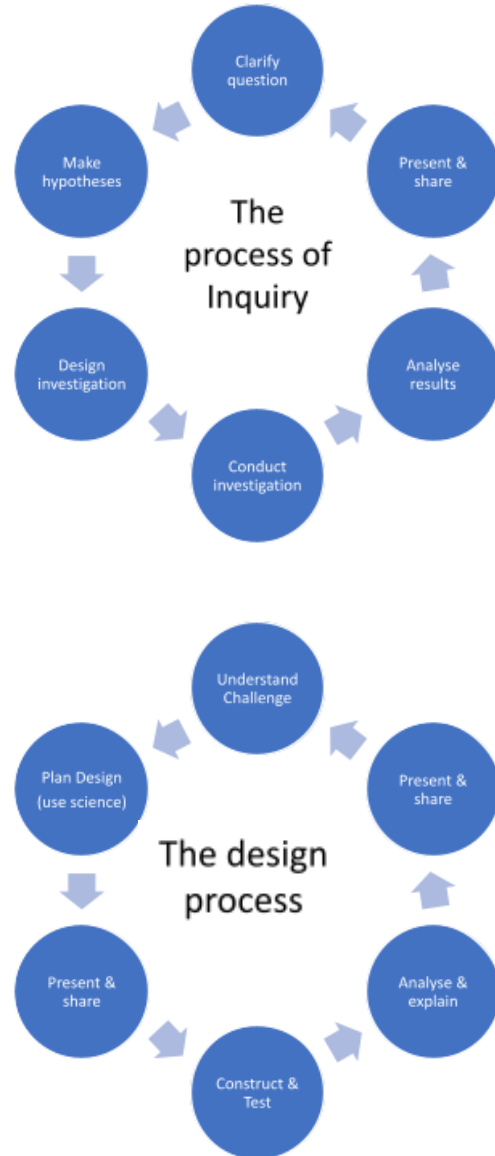 Clarify
question
Make
hypotheses
Present &
share
The
process of
Inquiry
Design
investigation
Analyse
results
Conduct
investigation
Understand
Challenge
Plan Design
(use science)
Present &
share
The design
process
Present &
share
Analyse &
explain
Construct &
Test